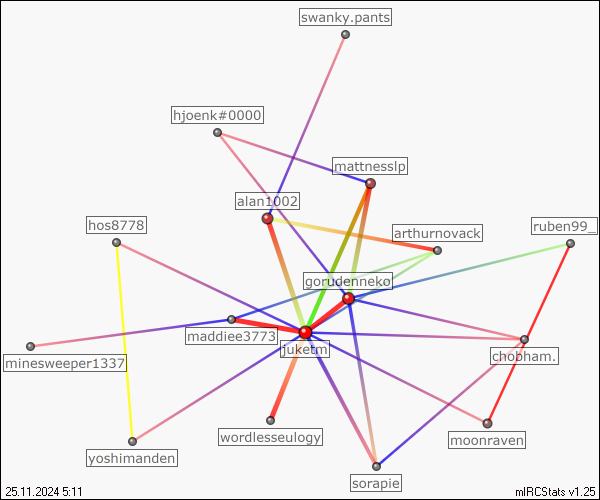 swanky.pants
hjoenk#0000
mattnesslp
alan1002
hos8778
ruben99_
arthurnovack
gorudenneko
maddiee3773
juketm
chobham.
minesweeper1337
wordlesseulogy
moonraven
yoshimanden
sorapie
25.11.2024 5:11
mIRCStats v1.25